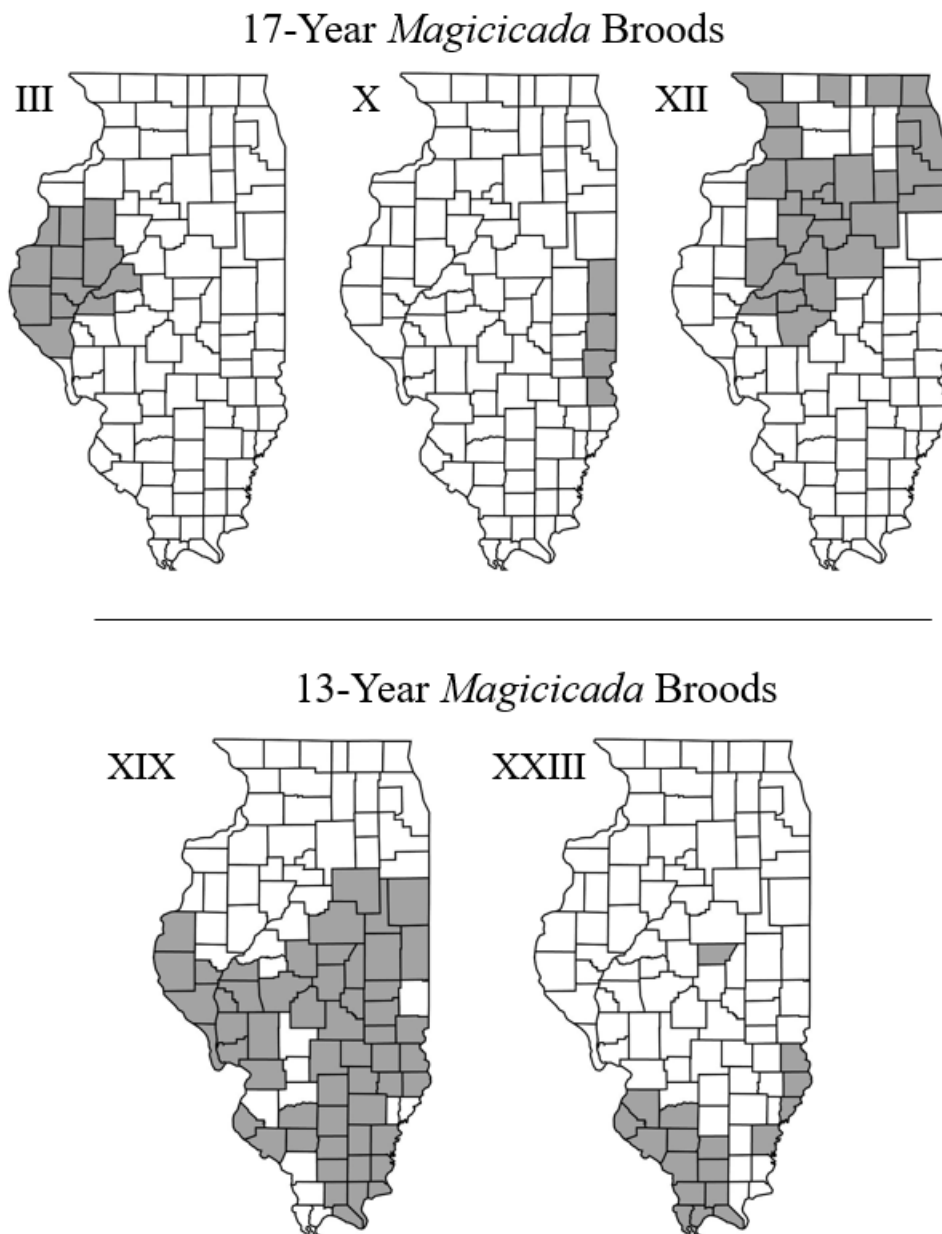 17-Year Magicicada Broods
III
X
XII
13-Year Magicicada Broods
XIX
XXIII